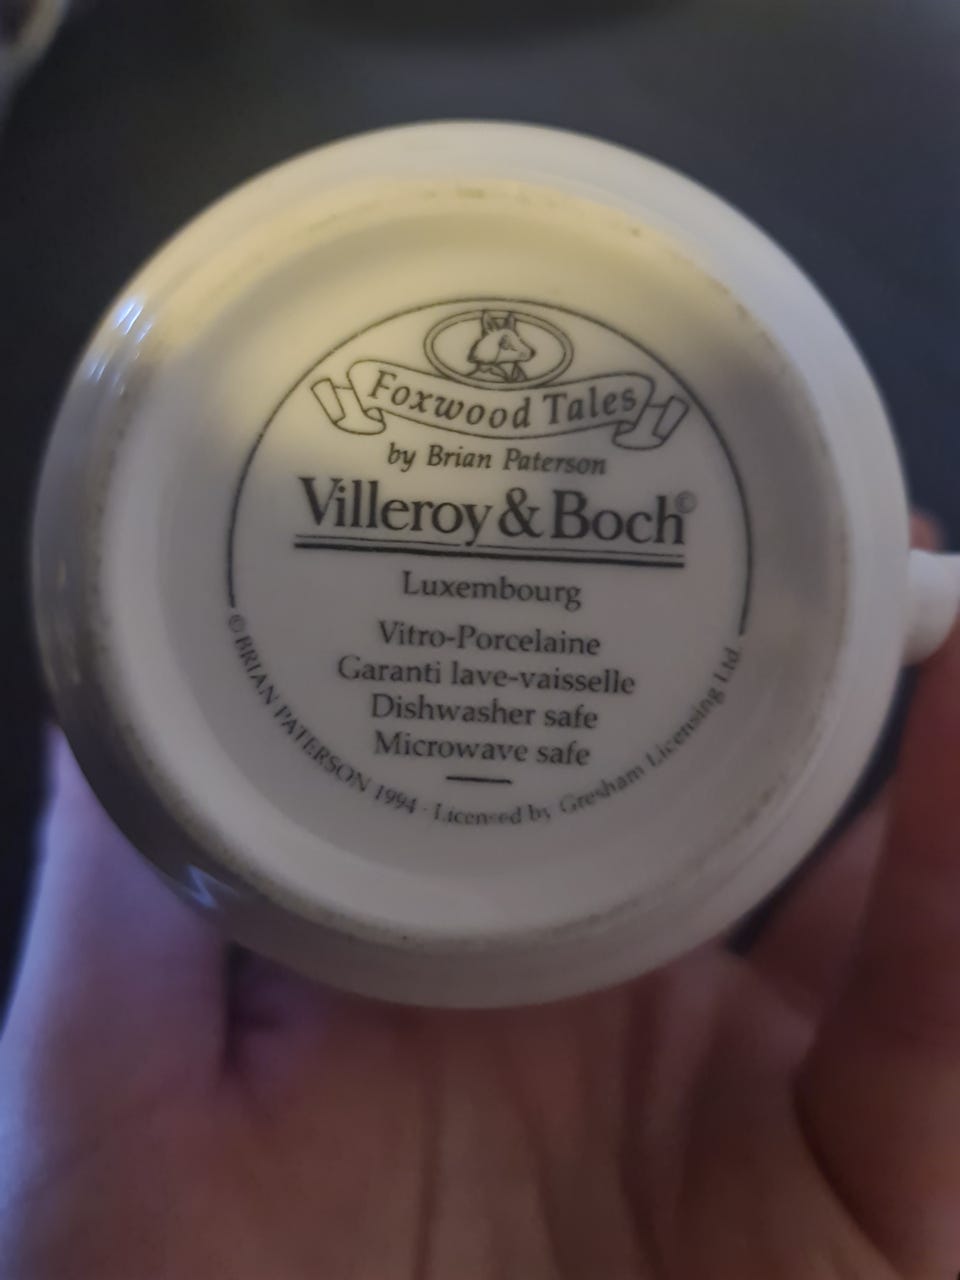 Foxwood Tales
by Brian Paterson
Villeroy & Boch©
Luxembourg
Vitro-Porcelaine
Garanti lave-vaisselle
Dishwasher safe
Microwave safe
© BRIAN PATERSON 1994 · Licensed by Gresham Licensing Ltd.